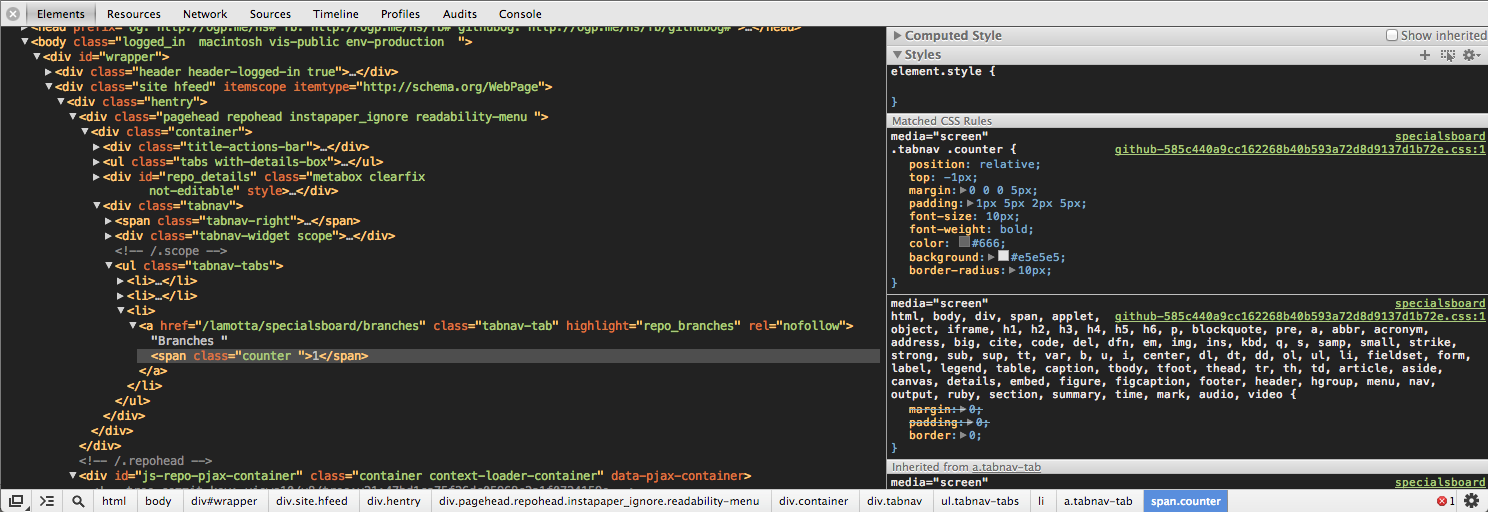 Elements Resources Network Sources Timeline Profiles Audits Console
<head prefix="og: http://ogp.me/ns# fb: http://ogp.me/ns/fb# githubog: http://ogp.me/ns/fb/githubog#">…</head>
<body class="logged_in  macintosh vis-public env-production  ">
<div id="wrapper">
<div class="header header-logged-in true">…</div>
<div class="site hfeed" itemscope itemtype="http://schema.org/WebPage">
<div class="hentry">
<div class="pagehead repohead instapaper_ignore readability-menu ">
<div class="container">
<div class="title-actions-bar">…</div>
<ul class="tabs with-details-box">…</ul>
<div id="repo_details" class="metabox clearfix
not-editable" style>…</div>
<div class="tabnav">
<span class="tabnav-right">…</span>
<div class="tabnav-widget scope">…</div>
<!-- /.scope -->
<ul class="tabnav-tabs">
<li>…</li>
<li>…</li>
<li>
<a href="/lamotta/specialsboard/branches" class="tabnav-tab" highlight="repo_branches" rel="nofollow">
"Branches "
<span class="counter ">1</span>
</a>
</li>
</ul>
</div>
</div>
</div>
<!-- /.repohead -->
<div id="js-repo-pjax-container" class="container context-loader-container" data-pjax-container>
Computed Style Show inherited
Styles
element.style {
}
Matched CSS Rules
media="screen" specialsboard
.tabnav .counter { github-585c440a9cc162268b40b593a72d8d9137d1b72e.css:1
position: relative;
top: -1px;
margin: 0 0 0 5px;
padding: 1px 5px 2px 5px;
font-size: 10px;
font-weight: bold;
color: #666;
background: #e5e5e5;
border-radius: 10px;
}
media="screen" specialsboard
html, body, div, span, applet, github-585c440a9cc162268b40b593a72d8d9137d1b72e.css:1
object, iframe, h1, h2, h3, h4, h5, h6, p, blockquote, pre, a, abbr, acronym,
address, big, cite, code, del, dfn, em, img, ins, kbd, q, s, samp, small, strike,
strong, sub, sup, tt, var, b, u, i, center, dl, dt, dd, ol, ul, li, fieldset, form,
label, legend, table, caption, tbody, tfoot, thead, tr, th, td, article, aside,
canvas, details, embed, figure, figcaption, footer, header, hgroup, menu, nav,
output, ruby, section, summary, time, mark, audio, video {
margin: 0;
padding: 0;
border: 0;
}
Inherited from a.tabnav-tab
specialsboard
html body div#wrapper div.site.hfeed div.hentry div.pagehead.repohead.instapaper_ignore.readability-menu div.container div.tabnav ul.tabnav-tabs li a.tabnav-tab span.counter 1